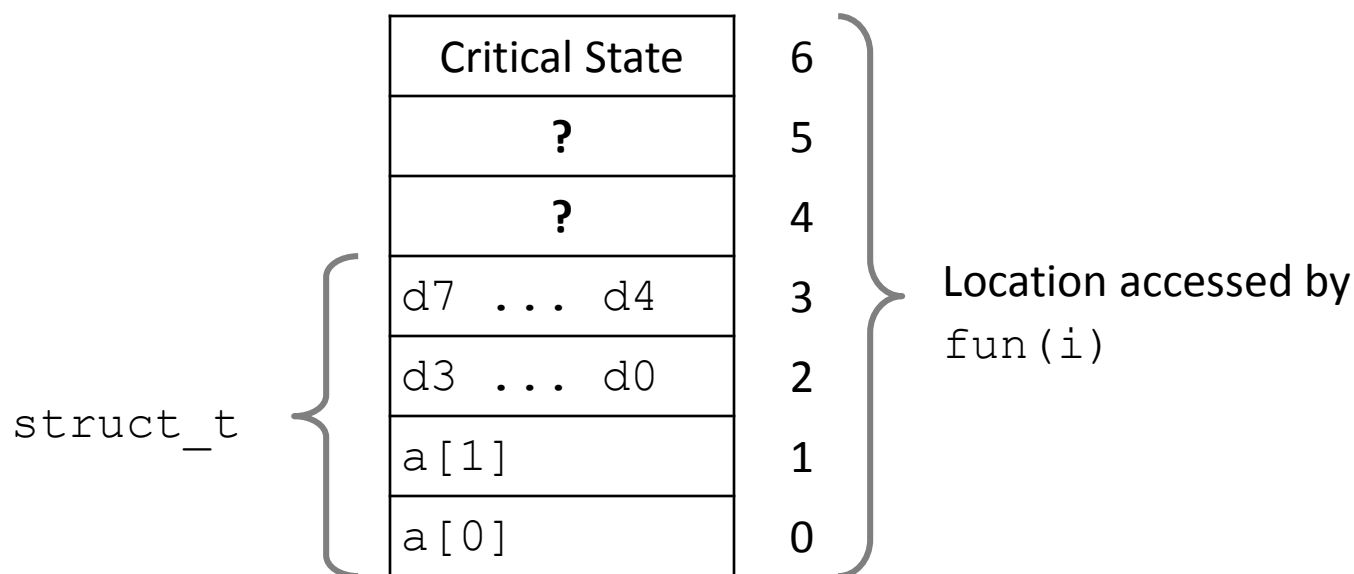 Critical State 6
? 5
? 4
d7 ... d4 3
d3 ... d0 2
a[1] 1
a[0] 0
struct_t
Location accessed by
fun(i)